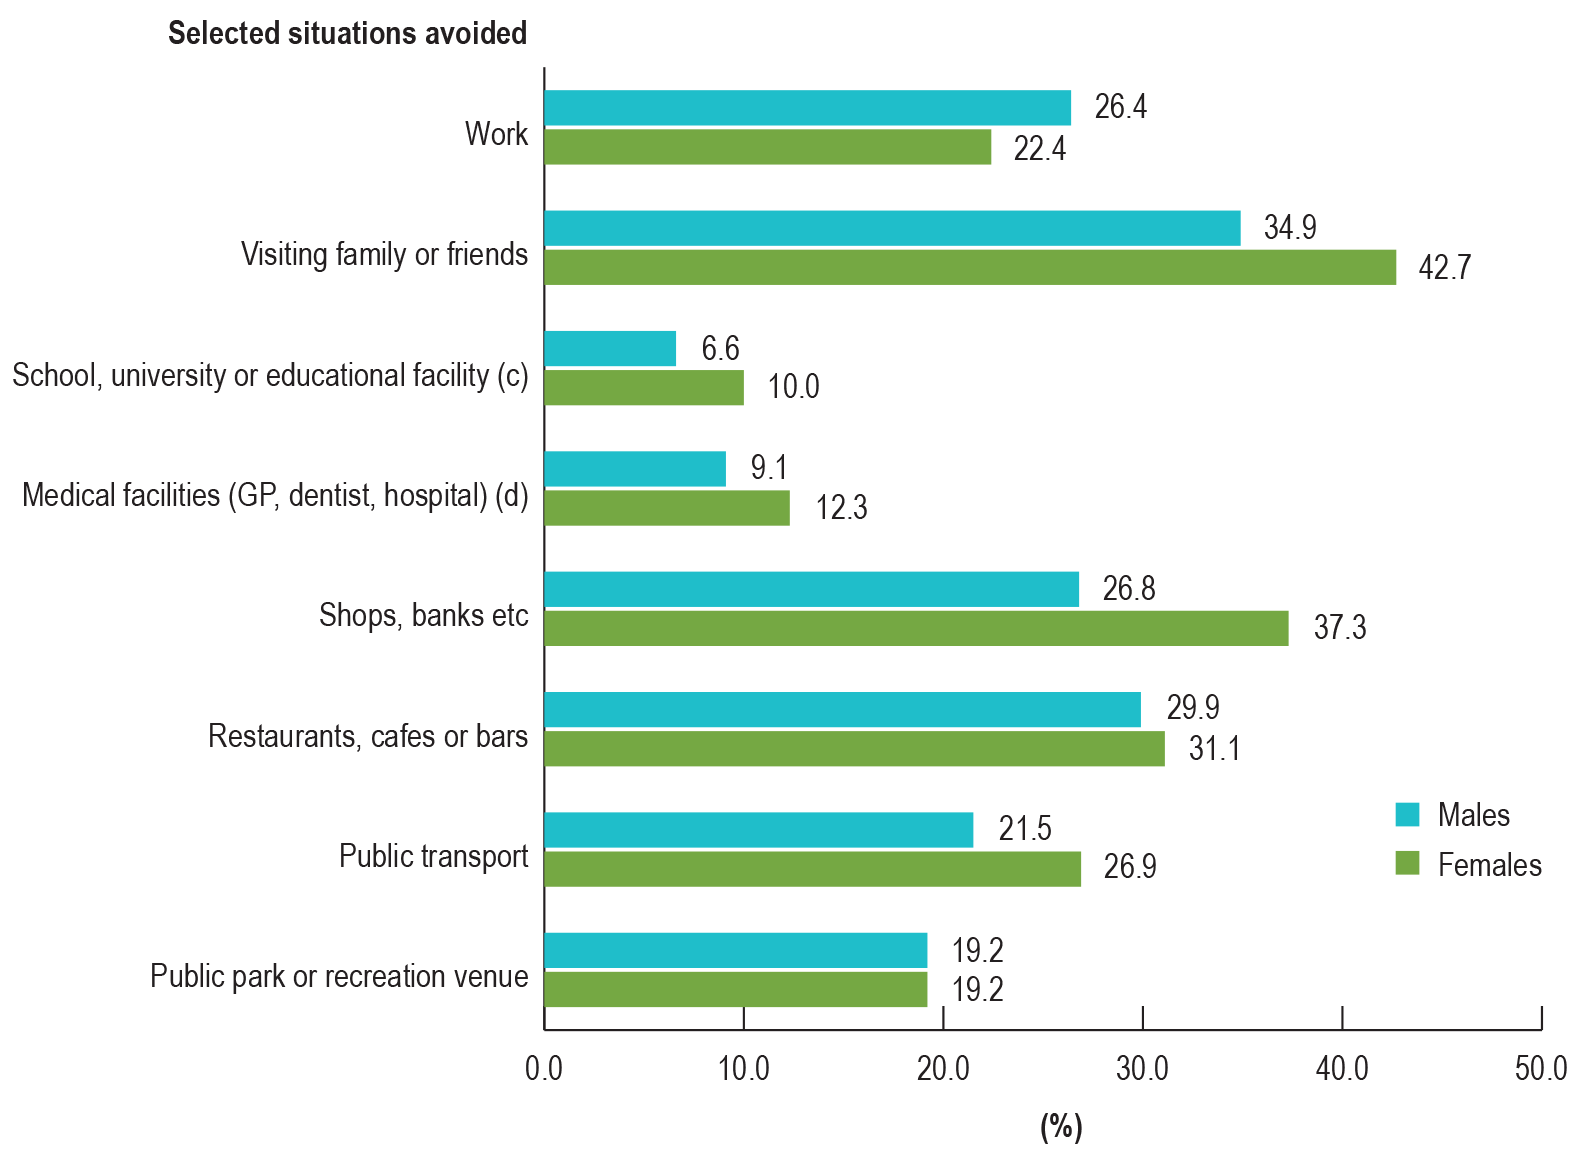 Selected situations avoided
Work
26.4
22.4
Visiting family or friends
34.9
42.7
School, university or educational facility (c)
6.6
10.0
Medical facilities (GP, dentist, hospital) (d)
9.1
12.3
Shops, banks etc
26.8
37.3
Restaurants, cafes or bars
29.9
31.1
Public transport
21.5
26.9
Public park or recreation venue
19.2
19.2
Males
Females
0.0 10.0 20.0 30.0 40.0 50.0
(%)